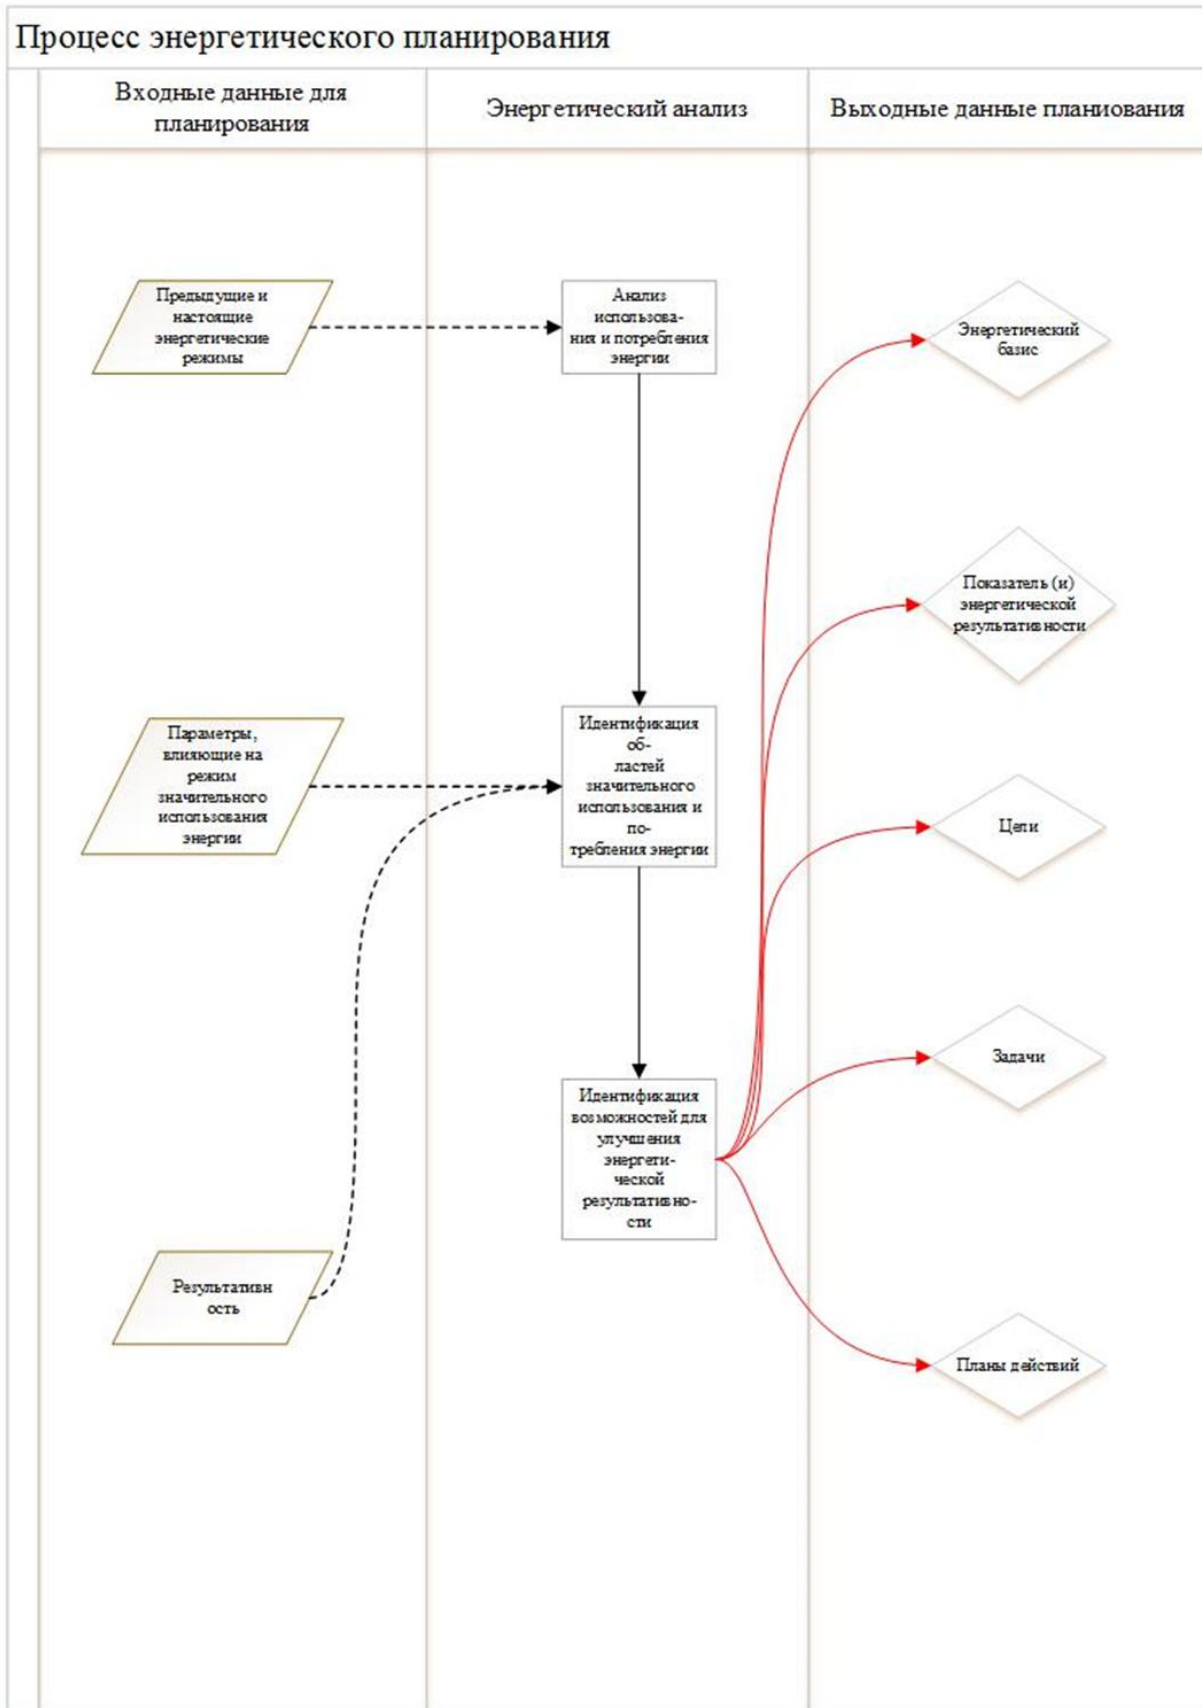 Процесс энергетического планирования
Входные данные для
планирования
Энергетический анализ
Выходные данные планиования
Предыдущие и
настоящие
энергетические
режимы
Анализ
использова-
ния и потребления
энергии
Энергетический
базис
Показатель (и)
энергетической
результативности
Параметры,
влияющие на
режим
значительного
использования
энергии
Идентификация
об-
ластей
значительного
использования и
по-
требления энергии
Цели
Задачи
Идентификация
возможностей для
улучшения
энергети-
ческой
результативно-
сти
Результативн
ость
Планы действий